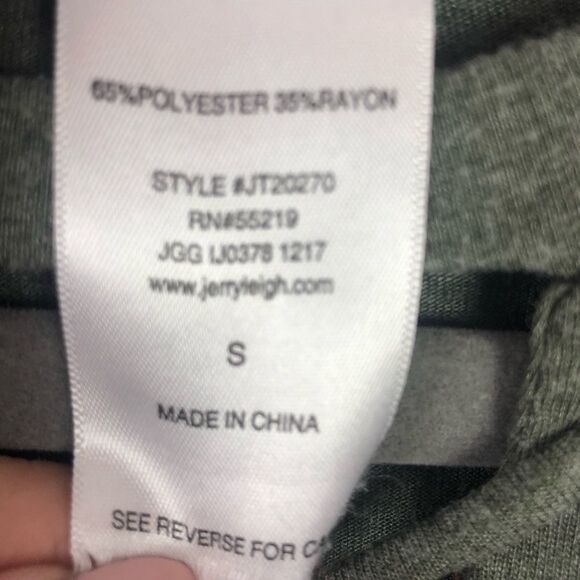 65%POLYESTER 35%RAYON
STYLE #JT20270
RN#55219
JGG IJ0378 1217
www.jerryleigh.com
S
MADE IN CHINA
SEE REVERSE FOR